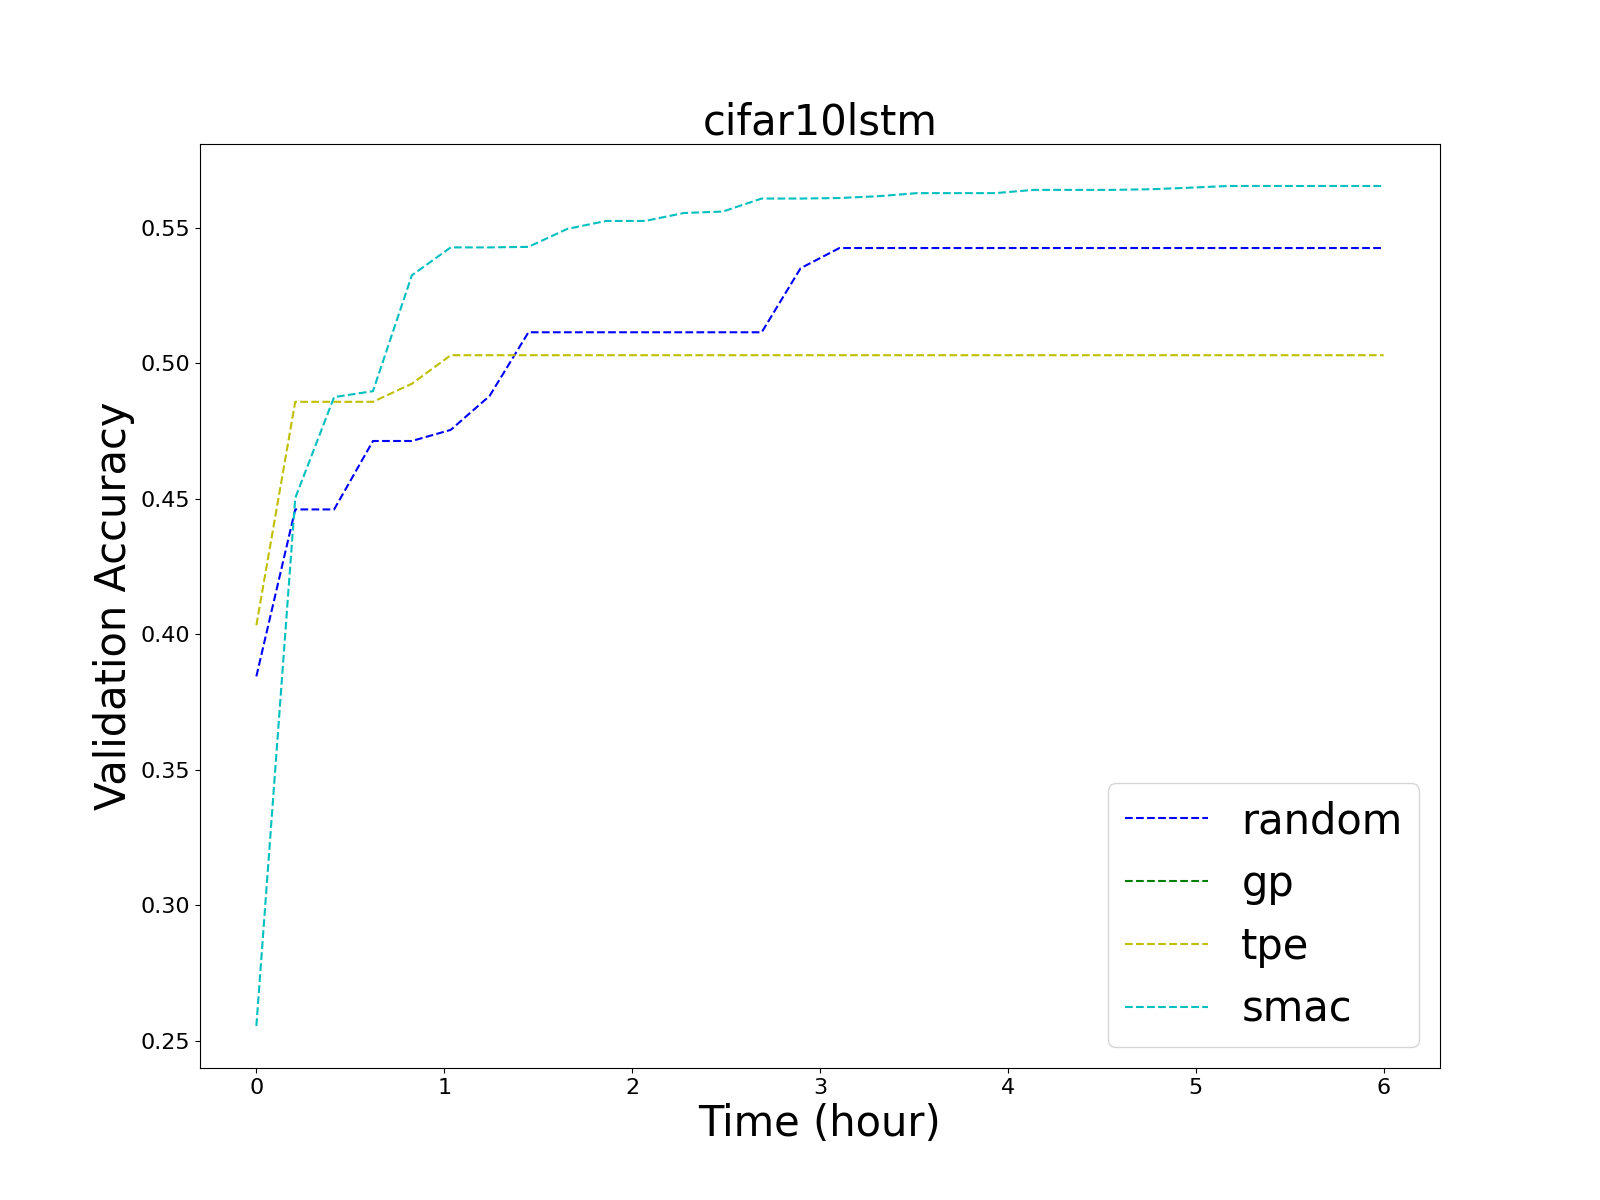 cifar10lstm
Validation Accuracy
0.55
0.50
0.45
0.40
0.35
0.30
0.25
random
gp
tpe
smac
0 1 2 3 4 5 6
Time (hour)